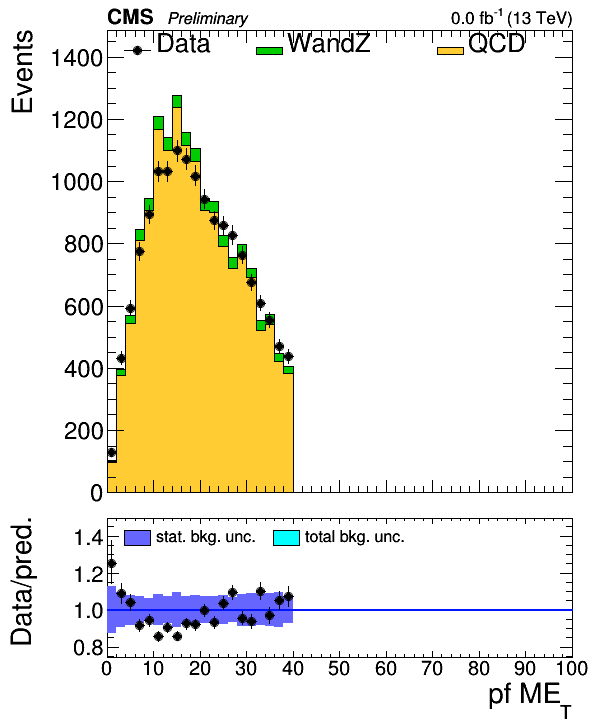 CMS Preliminary 0.0 fb⁻¹ (13 TeV)
Data WandZ QCD
Events
1400
1200
1000
800
600
400
200
0
stat. bkg. unc. total bkg. unc.
Data/pred.
1.4
1.2
1.0
0.8
0 10 20 30 40 50 60 70 80 90 100
pf ME_T